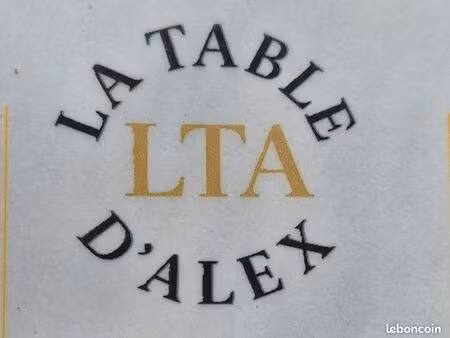 LA TABLE
LTA
D'ALEX
leboncoin